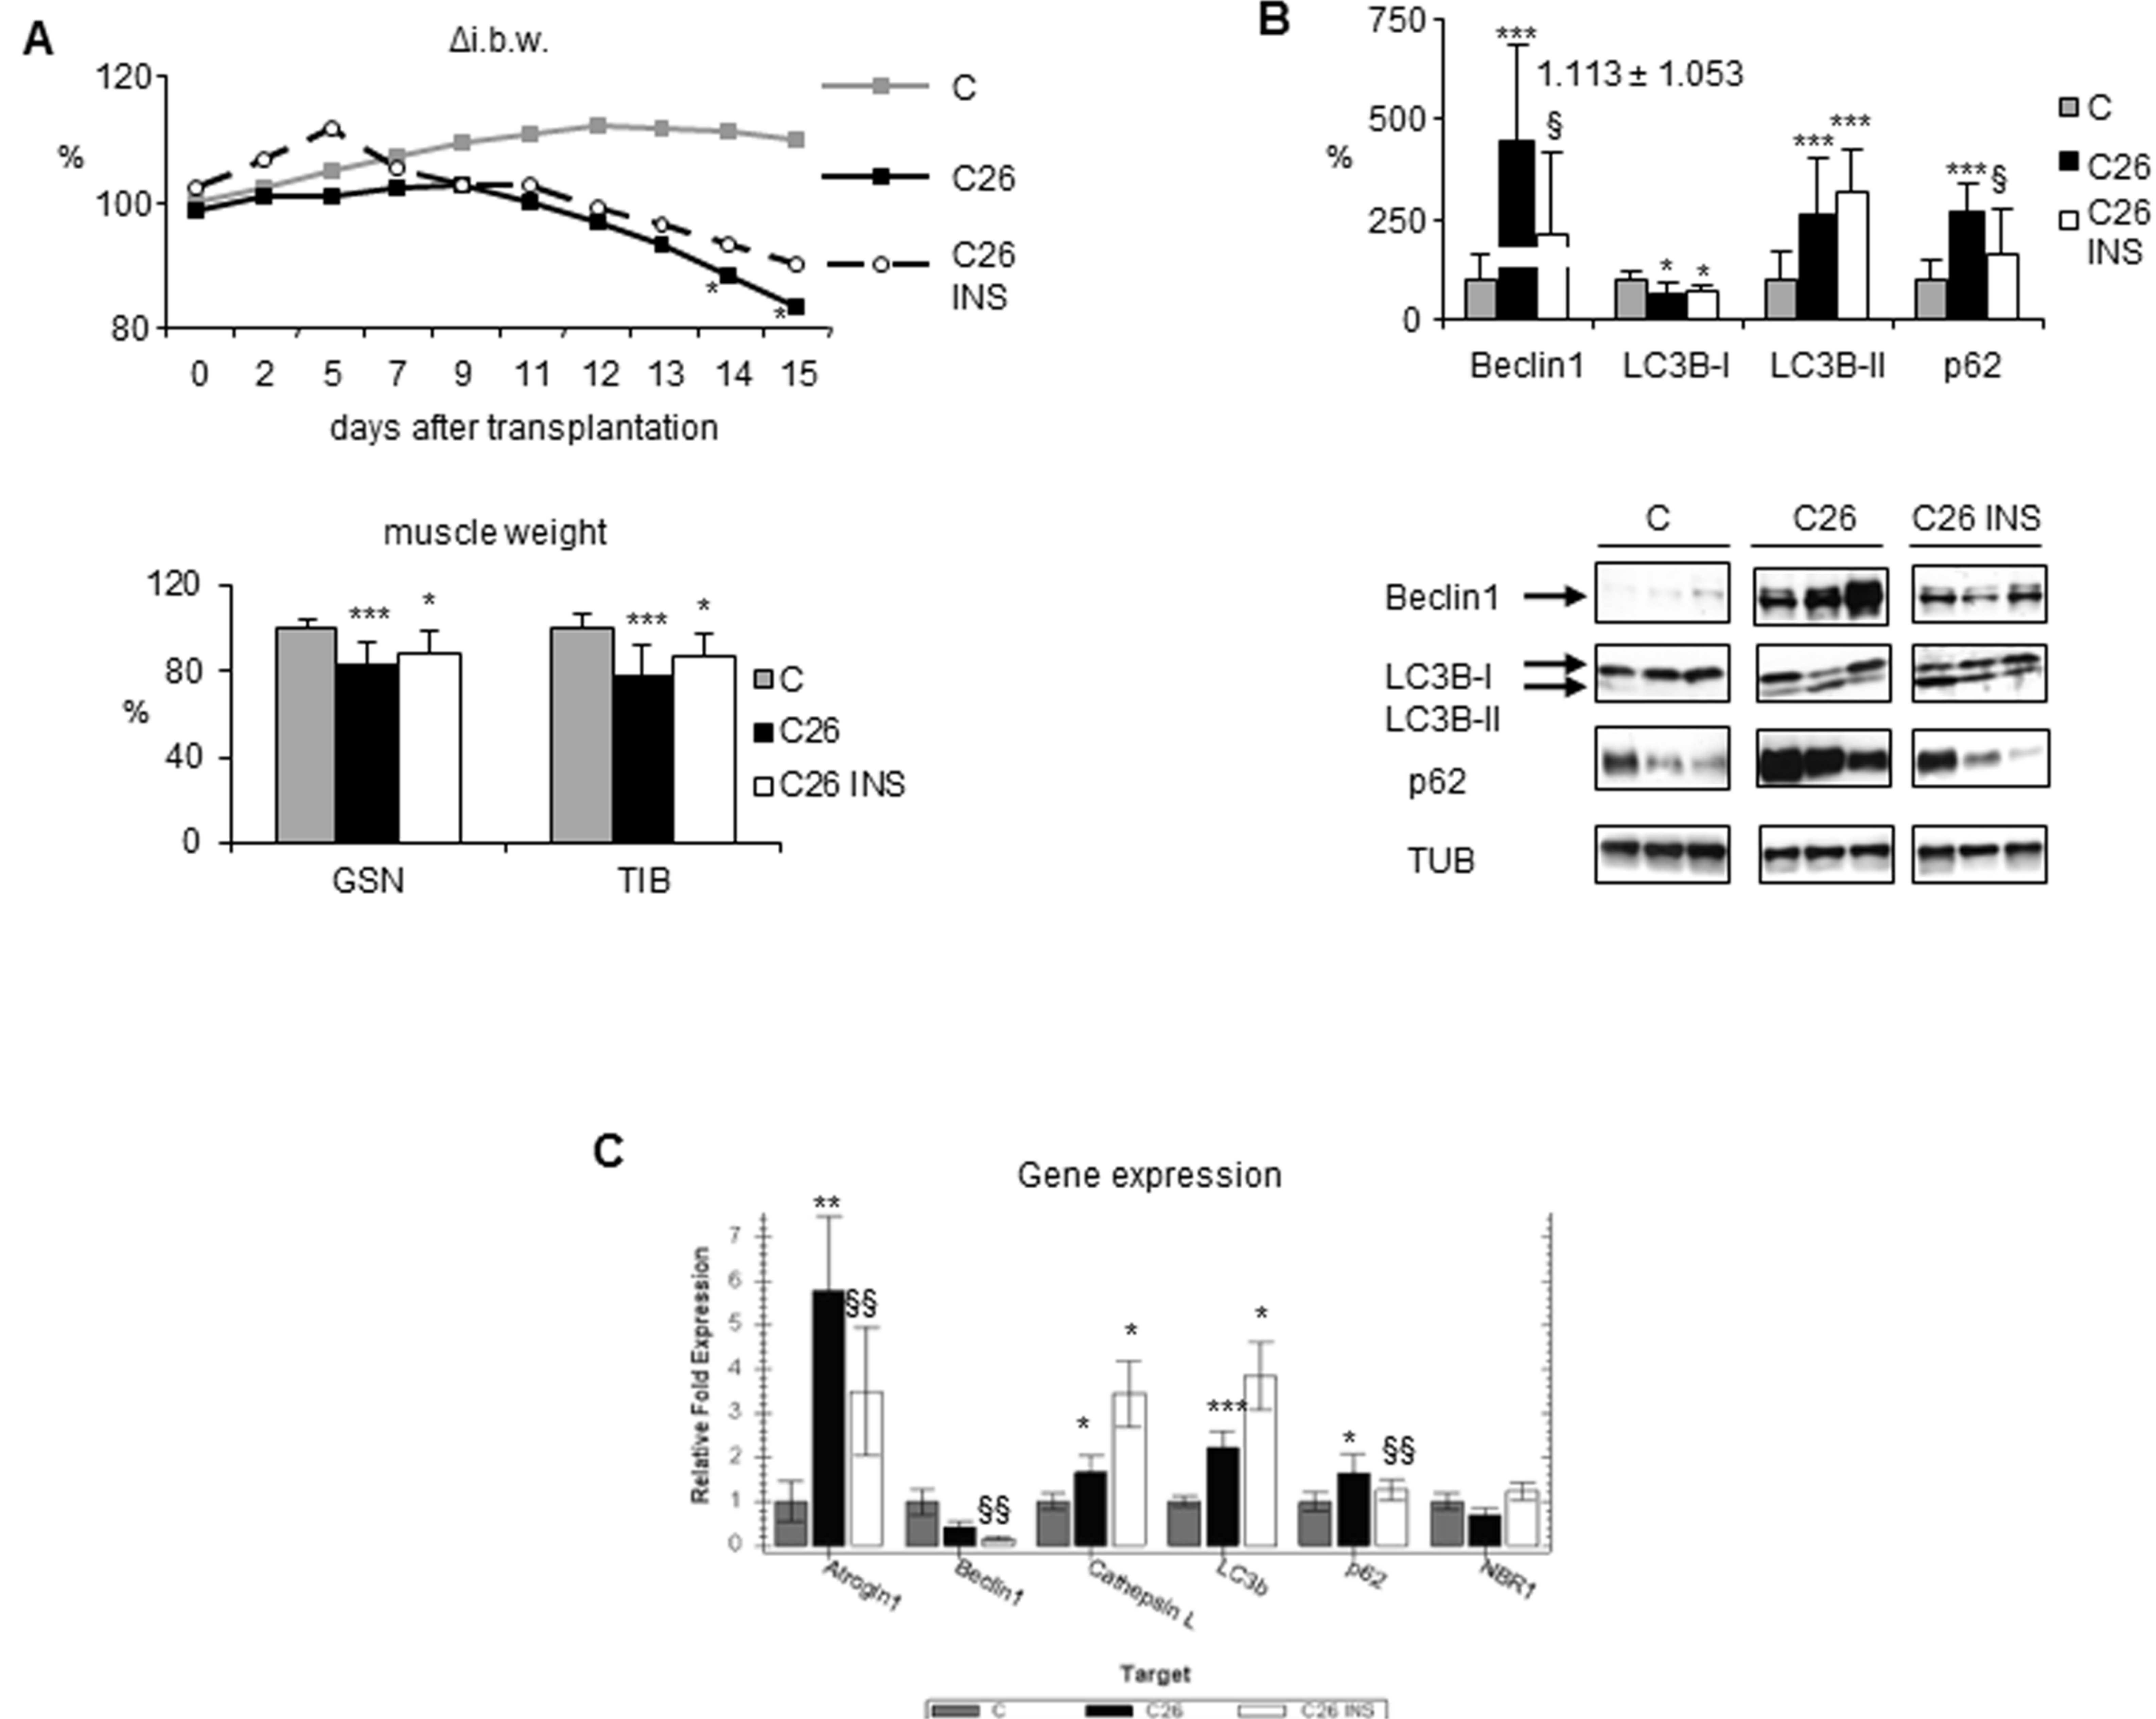 A
Δi.b.w.
120
100
80
%
0 2 5 7 9 11 12 13 14 15
days after transplantation
*
*
C
C26
C26
INS
muscle weight
120
80
40
0
%
*** *
*** *
GSN TIB
C
C26
C26 INS
B
750
500
250
0
%
***
1.113 ± 1.053
§
* *
*** ***
*** §
Beclin1 LC3B-I LC3B-II p62
C
C26
C26
INS
C C26 C26 INS
Beclin1
LC3B-I
LC3B-II
p62
TUB
C
Gene expression
Relative Fold Expression
7
6
5
4
3
2
1
0
**
§§
§§
* *
*** *
* §§
Atrogin1 Beclin1 Cathepsin L LC3b p62 NBR1
Target
C C26 C26 INS